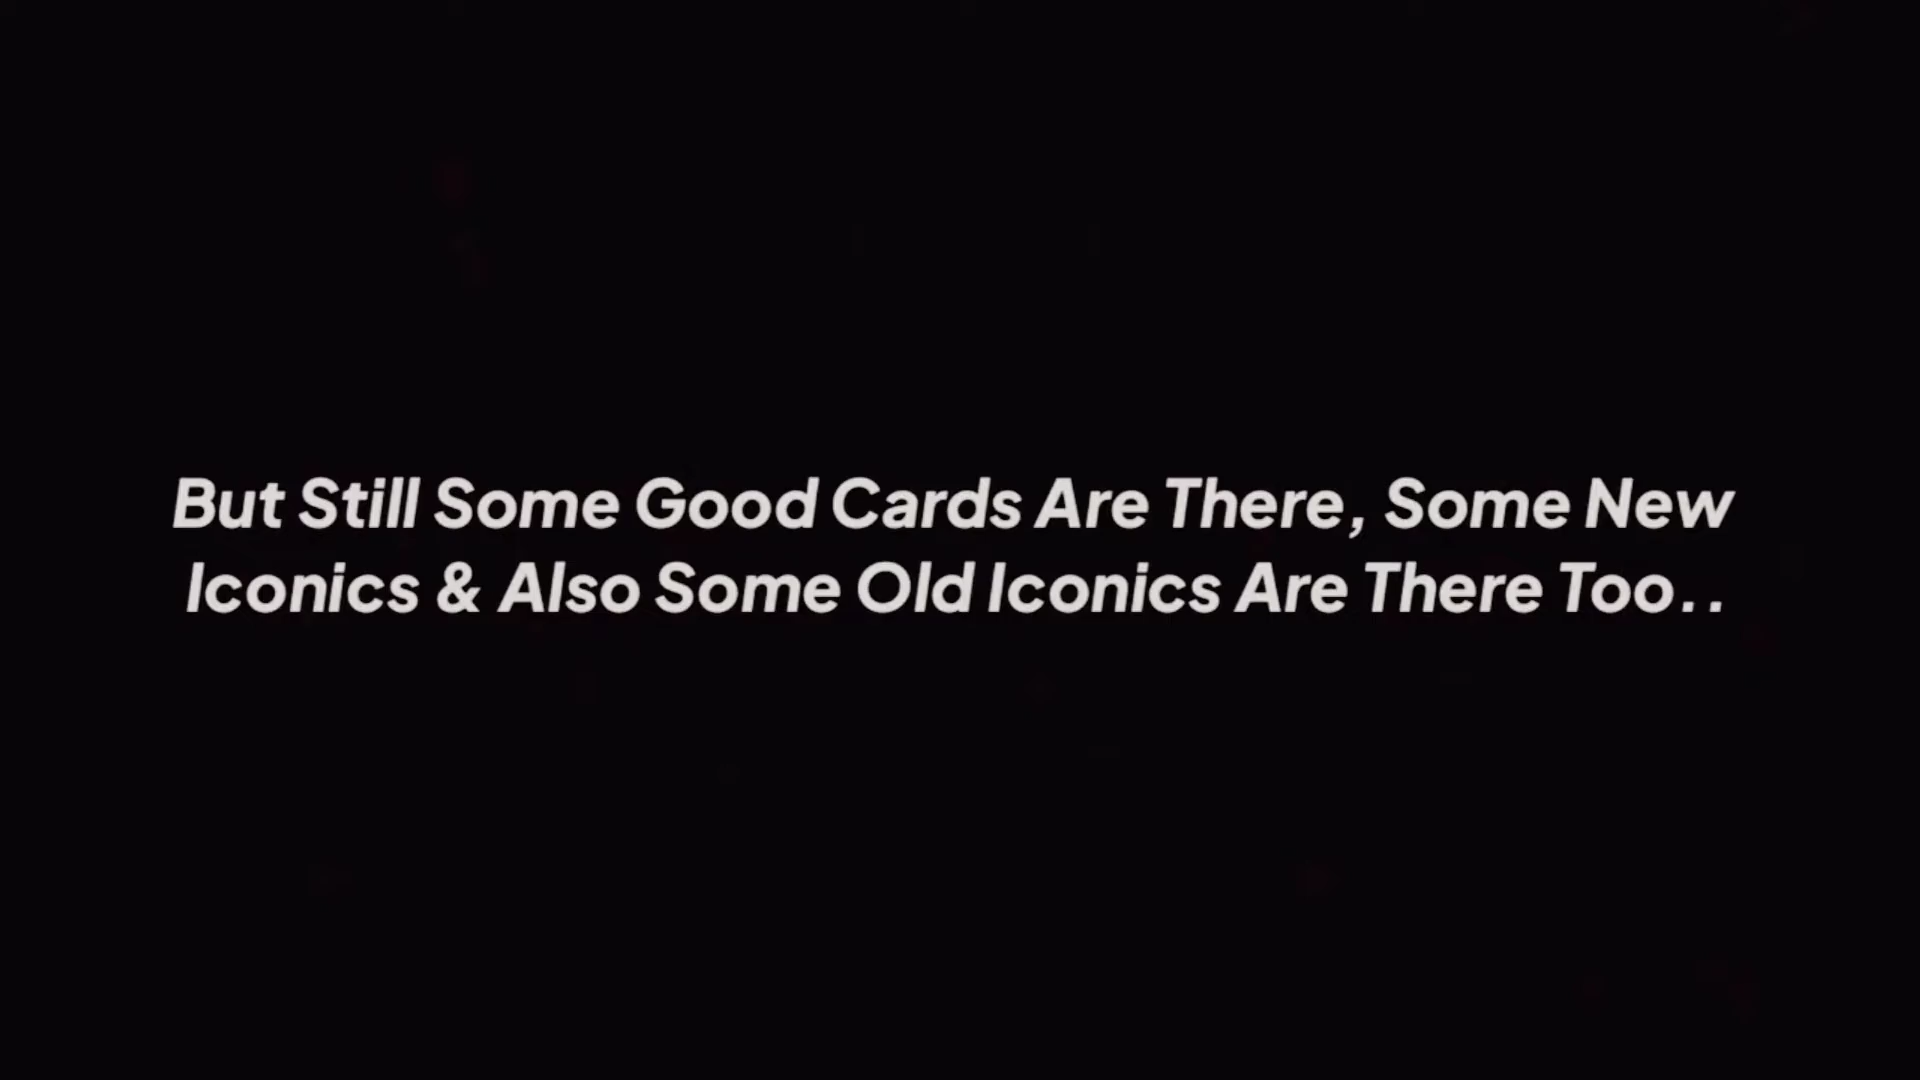 But Still Some Good Cards Are There, Some New
Iconics & Also Some Old Iconics Are There Too..